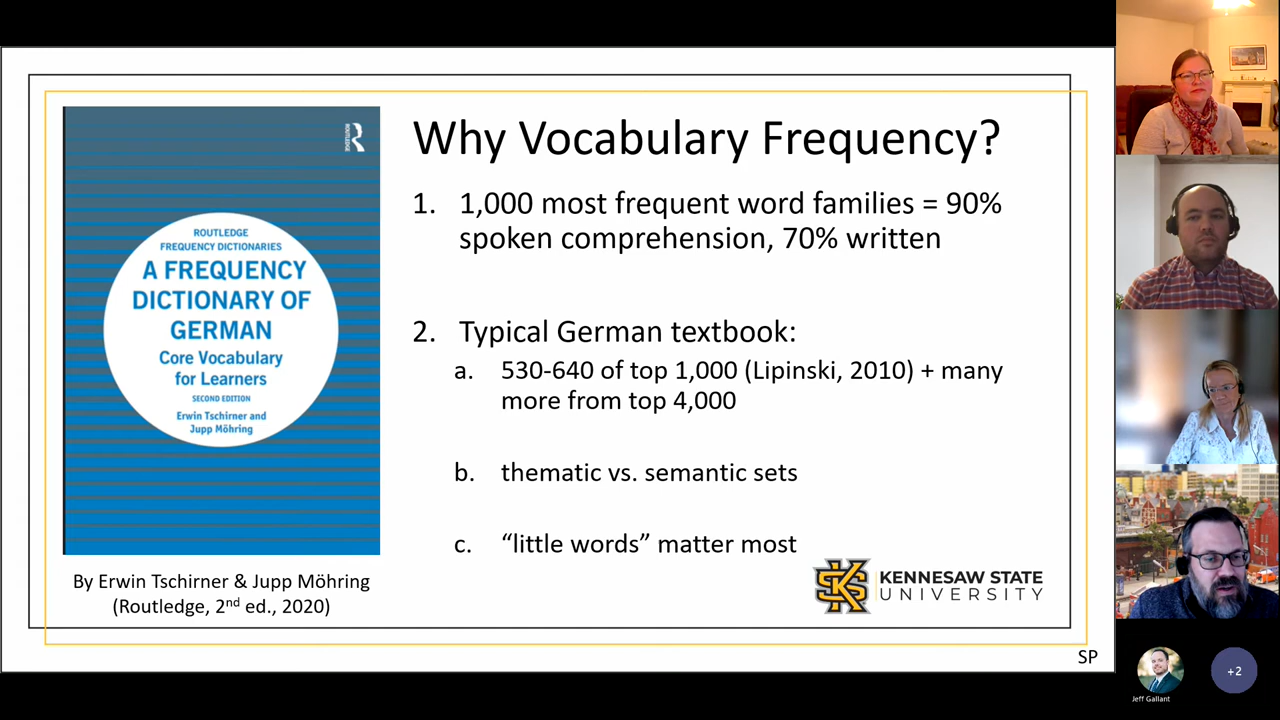 ROUTLEDGE
FREQUENCY DICTIONARIES
A FREQUENCY
DICTIONARY OF
GERMAN
Core Vocabulary
for Learners
SECOND EDITION
Erwin Tschirner and
Jupp Möhring
By Erwin Tschirner & Jupp Möhring
(Routledge, 2nd ed., 2020)
Why Vocabulary Frequency?
1. 1,000 most frequent word families = 90%
spoken comprehension, 70% written
2. Typical German textbook:
a. 530-640 of top 1,000 (Lipinski, 2010) + many
more from top 4,000
b. thematic vs. semantic sets
c. “little words” matter most
KENNESAW STATE
UNIVERSITY
SP
Jeff Gallant
+2